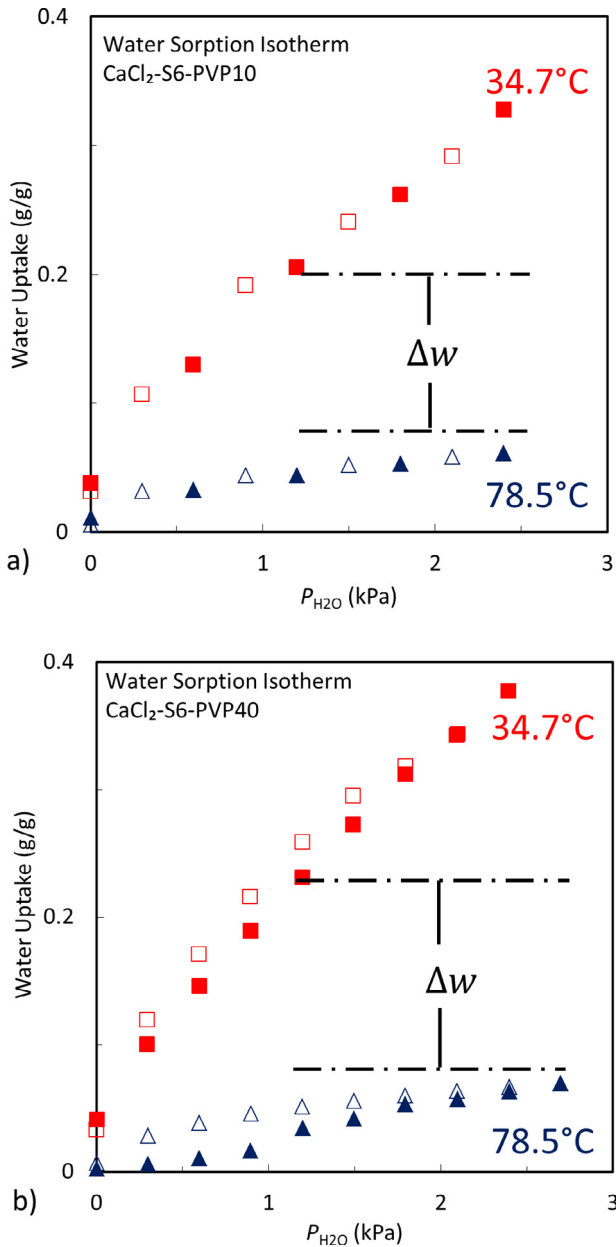 0.4
Water Sorption Isotherm
CaCl₂-S6-PVP10
34.7°C
Water Uptake (g/g)
0.2
Δw
78.5°C
0
a)
0
1
2
3
P_H2O (kPa)
0.4
Water Sorption Isotherm
CaCl₂-S6-PVP40
34.7°C
Water Uptake (g/g)
0.2
Δw
78.5°C
0
b)
0
1
2
3
P_H2O (kPa)